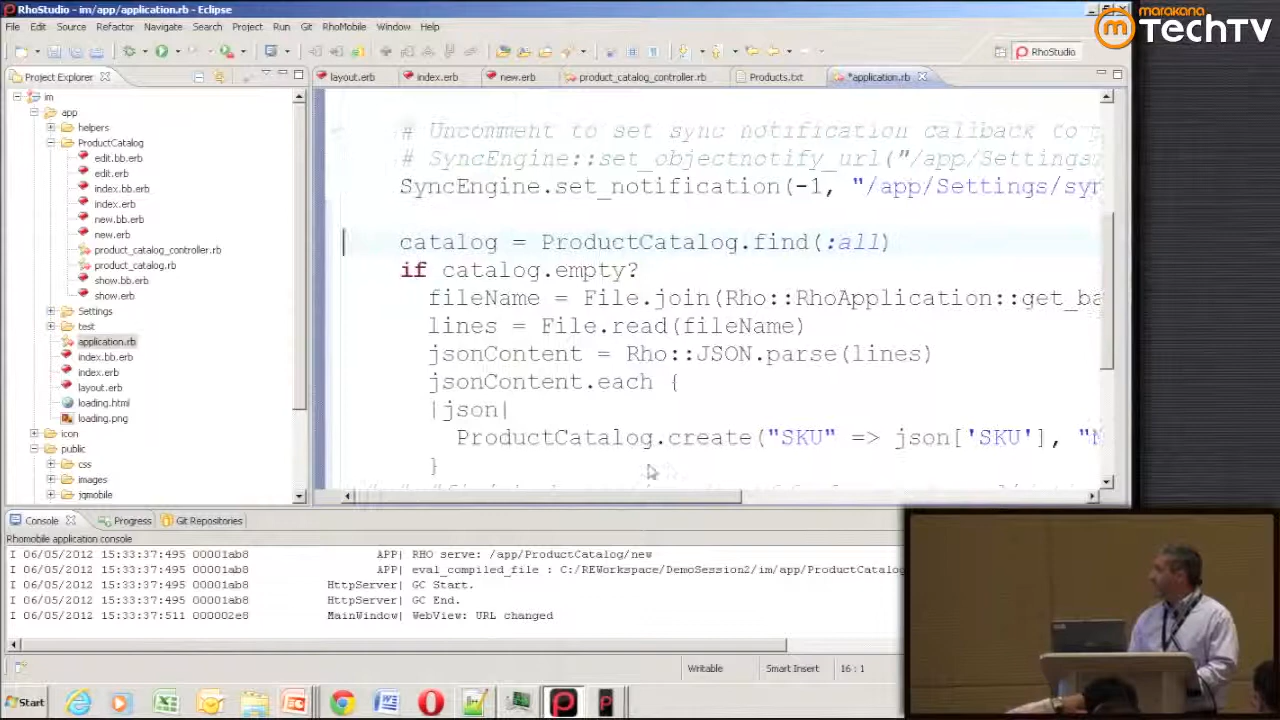 RhoStudio - im/app/application.rb - Eclipse
marakana
TechTV
File Edit Source Refactor Navigate Search Project Run Git RhoMobile Window Help
RhoStudio
Project Explorer
layout.erb index.erb new.erb product_catalog_controller.rb Products.txt *application.rb
im
app
helpers
ProductCatalog
edit.bb.erb
edit.erb
index.bb.erb
index.erb
new.bb.erb
new.erb
product_catalog_controller.rb
product_catalog.rb
show.bb.erb
show.erb
Settings
test
application.rb
index.bb.erb
index.erb
layout.erb
loading.html
loading.png
icon
public
css
images
jqmobile
# Uncomment to set sync notification callback to
# SyncEngine::set_objectnotify_url("/app/Settings
SyncEngine.set_notification(-1, "/app/Settings/syn
catalog = ProductCatalog.find(:all)
if catalog.empty?
fileName = File.join(Rho::RhoApplication::get_ba
lines = File.read(fileName)
jsonContent = Rho::JSON.parse(lines)
jsonContent.each {
|json|
ProductCatalog.create("SKU" => json['SKU'], "N
}
Console Progress Git Repositories
Rhomobile application console
I 06/05/2012 15:33:37:495 00001ab8 APP| RHO serve: /app/ProductCatalog/new
I 06/05/2012 15:33:37:495 00001ab8 APP| eval_compiled_file : C:/REWorkspace/DemoSession2/im/app/ProductCatalog
I 06/05/2012 15:33:37:495 00001ab8 HttpServer| GC Start.
I 06/05/2012 15:33:37:495 00001ab8 HttpServer| GC End.
I 06/05/2012 15:33:37:511 000002e8 MainWindow| WebView: URL changed
Writable Smart Insert 16 : 1
Start